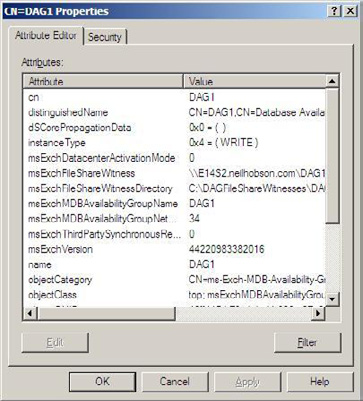 CN=DAG1 Properties
Attribute Editor Security
Attributes:
Attribute Value
cn DAG1
distinguishedName CN=DAG1,CN=Database Availa
dSCorePropagationData 0x0 = ( )
instanceType 0x4 = ( WRITE )
msExchDatacenterActivationMode 0
msExchFileShareWitness \\E14S2.neilhobson.com\DAG1
msExchFileShareWitnessDirectory C:\DAGFileShareWitnesses\DA
msExchMDBAvailabilityGroupName DAG1
msExchMDBAvailabilityGroupNet... 34
msExchThirdPartySynchronousRe... 0
msExchVersion 44220983382016
name DAG1
objectCategory CN=ms-Exch-MDB-Availability-G
objectClass top; msExchMDBAvailabilityGrou
Edit Filter
OK Cancel Apply Help